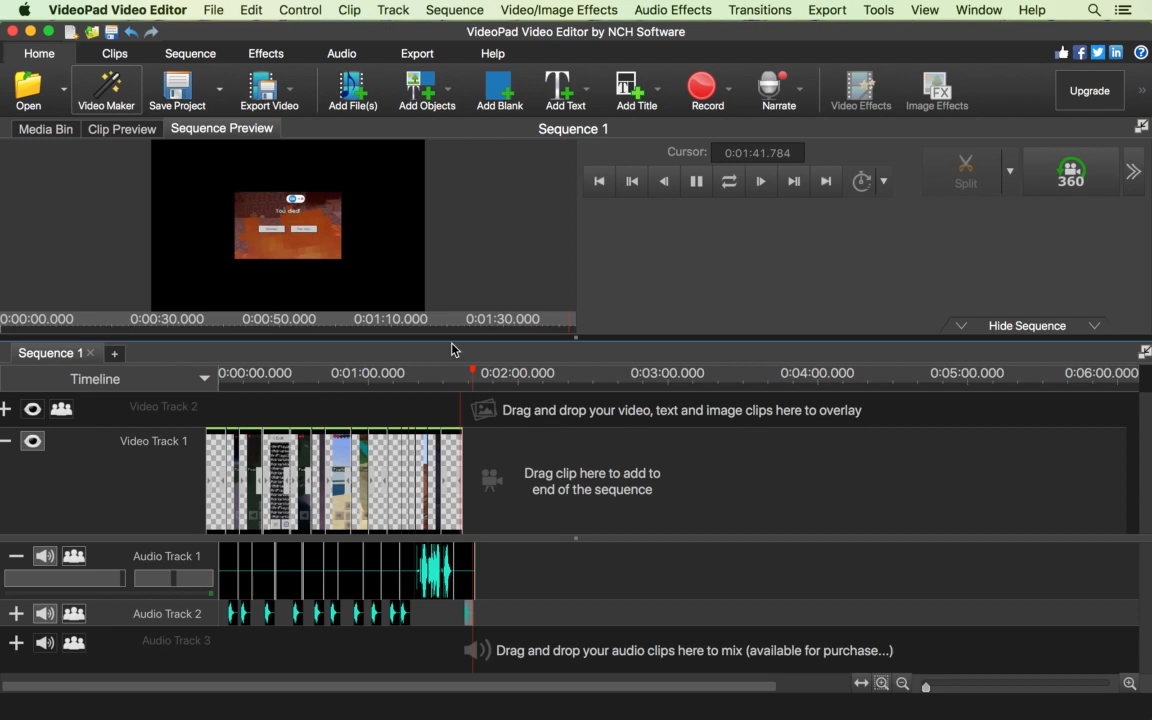 VideoPad Video Editor File Edit Control Clip Track Sequence Video/Image Effects Audio Effects Transitions Export Tools View Window Help
VideoPad Video Editor by NCH Software
Home Clips Sequence Effects Audio Export Help
Open Video Maker Save Project Export Video Add File(s) Add Objects Add Blank Add Text Add Title Record Narrate Video Effects Image Effects Upgrade
Media Bin Clip Preview Sequence Preview Sequence 1
Cursor: 0:01:41.784
Split 360
You died!
0:00:00.000 0:00:30.000 0:00:50.000 0:01:10.000 0:01:30.000
Hide Sequence
Sequence 1
Timeline 0:00:00.000 0:01:00.000 0:02:00.000 0:03:00.000 0:04:00.000 0:05:00.000 0:06:00.000
Video Track 2 Drag and drop your video, text and image clips here to overlay
Video Track 1
Drag clip here to add to
end of the sequence
Audio Track 1
Audio Track 2
Audio Track 3
Drag and drop your audio clips here to mix (available for purchase...)